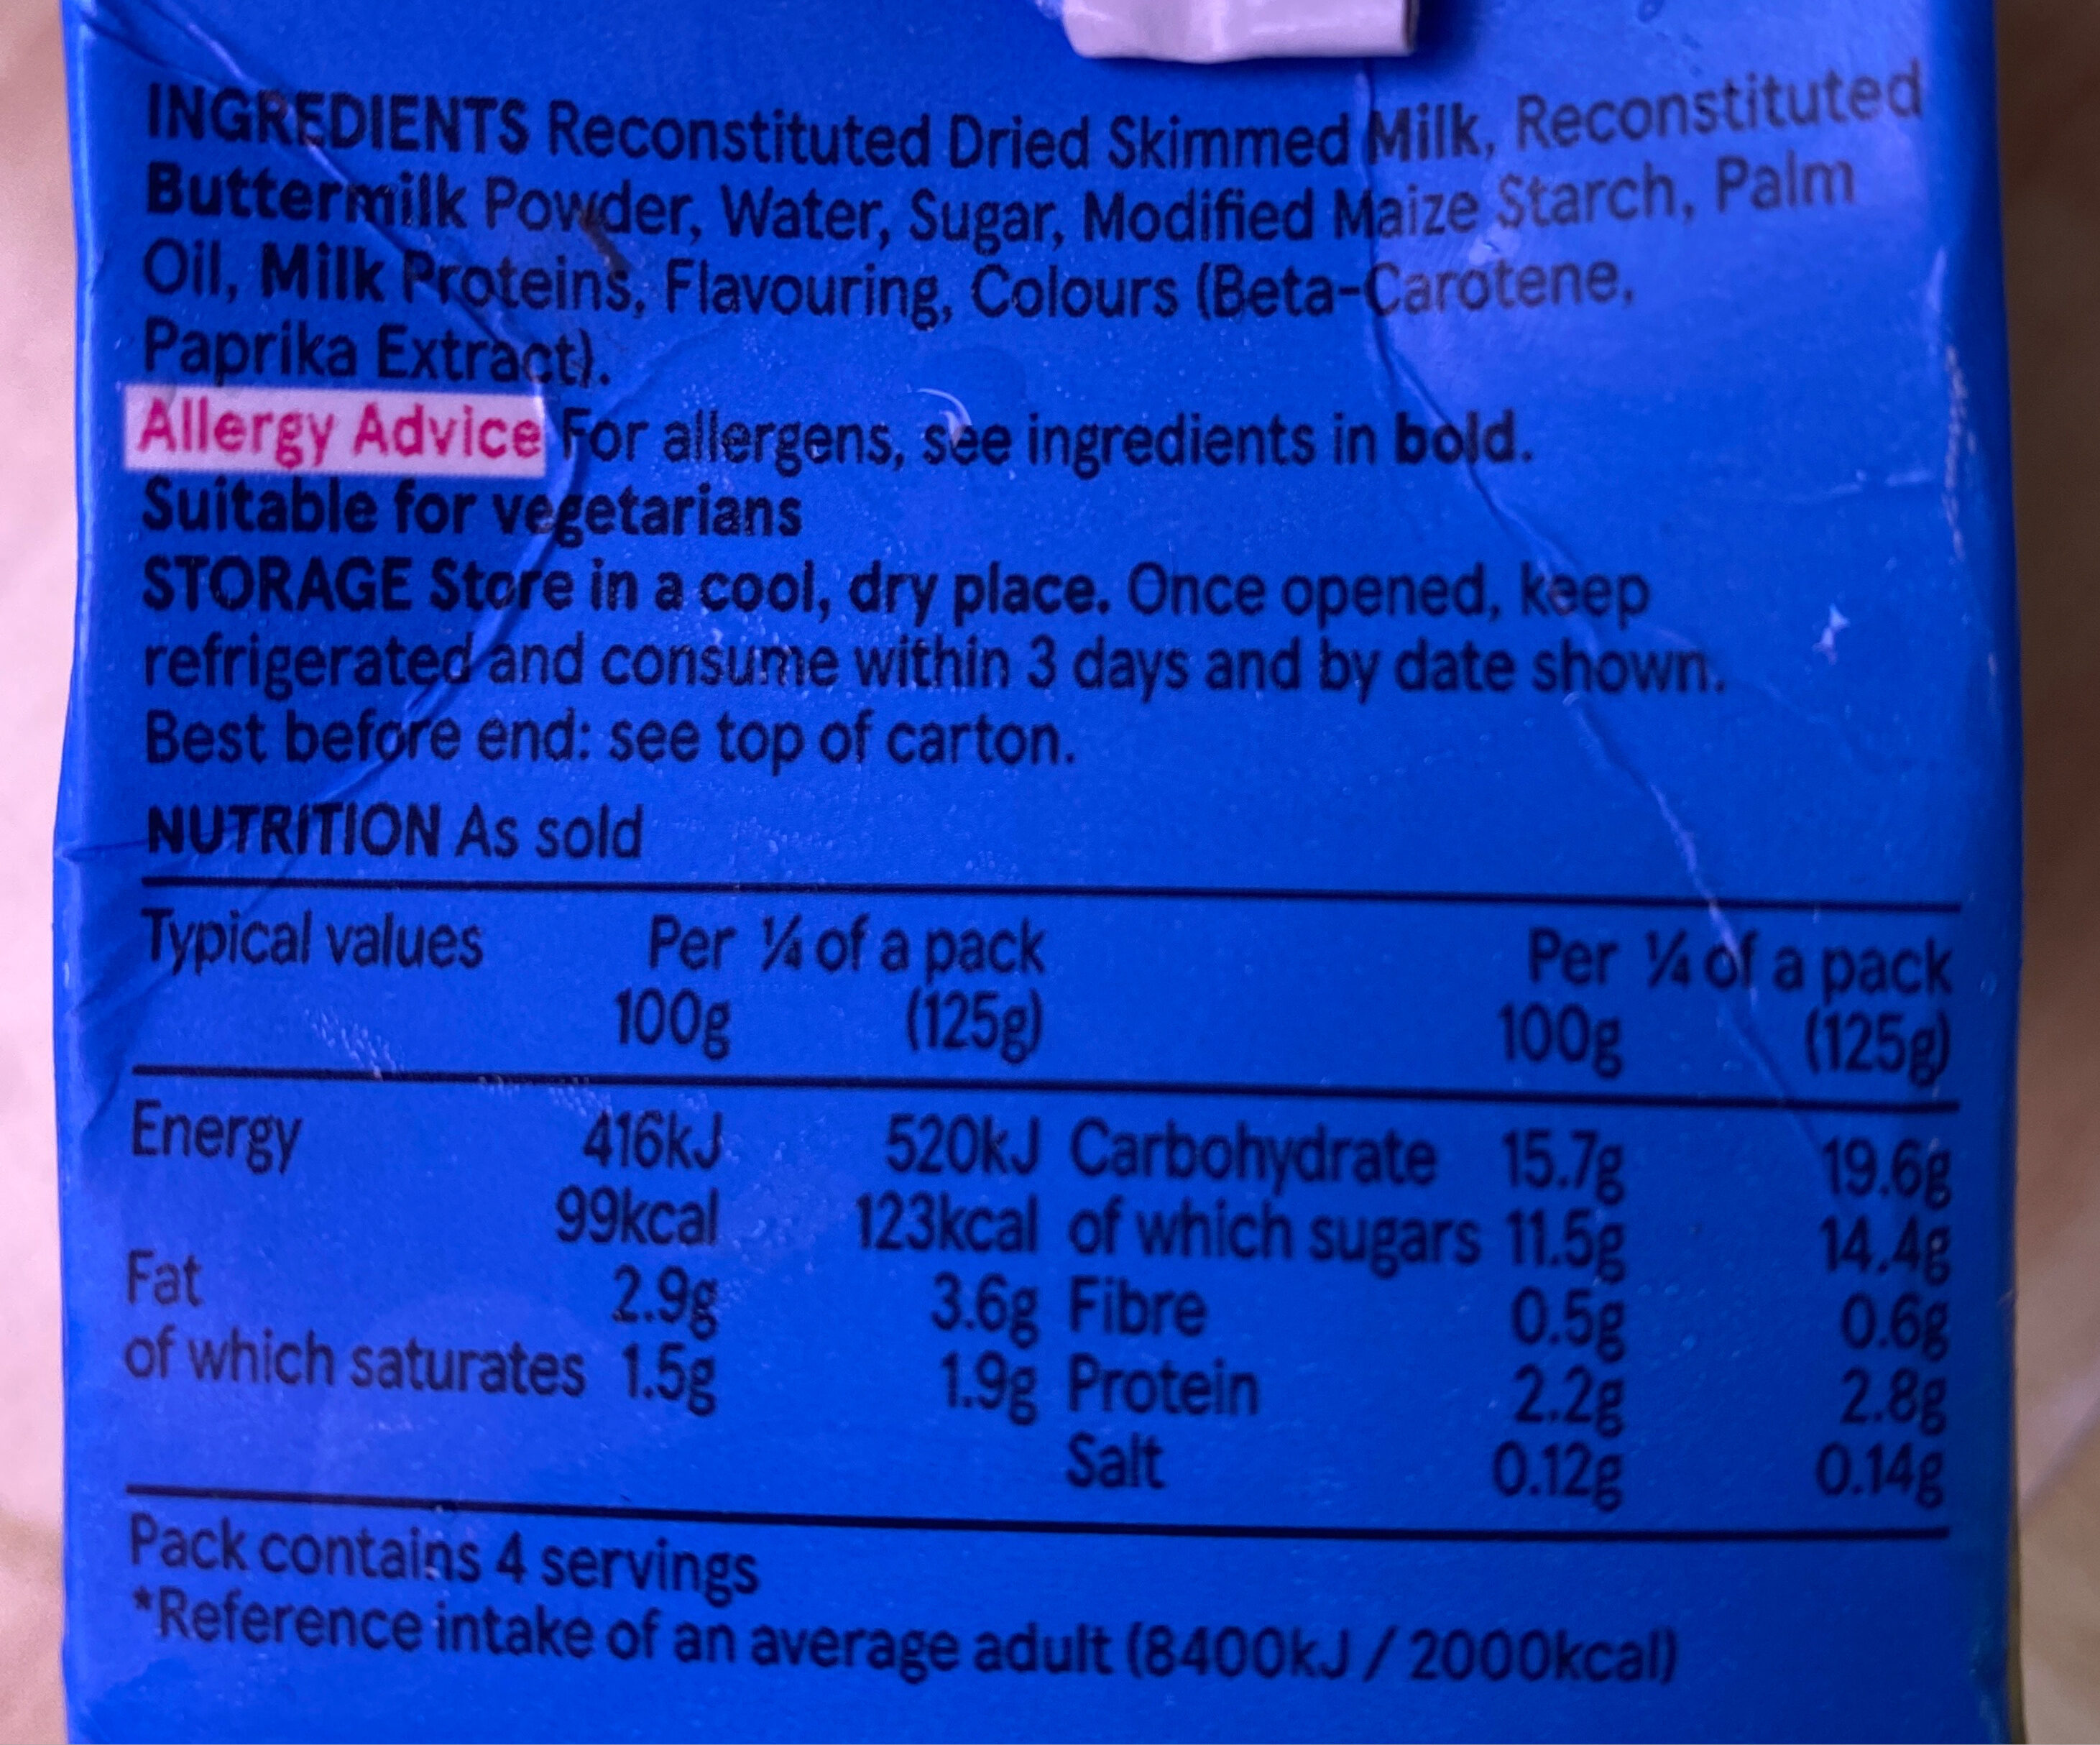 INGREDIENTS Reconstituted Dried Skimmed Milk, Reconstituted
Buttermilk Powder, Water, Sugar, Modified Maize Starch, Palm
Oil, Milk Proteins, Flavouring, Colours (Beta-Carotene,
Paprika Extract).
Allergy Advice For allergens, see ingredients in bold.
Suitable for vegetarians
STORAGE Store in a cool, dry place. Once opened, keep
refrigerated and consume within 3 days and by date shown.
Best before end: see top of carton.
NUTRITION As sold
Typical values Per ¼ of a pack Per ¼ of a pack
100g (125g) 100g (125g)
Energy 416kJ 520kJ Carbohydrate 15.7g 19.6g
99kcal 123kcal of which sugars 11.5g 14.4g
Fat 2.9g 3.6g Fibre 0.5g 0.6g
of which saturates 1.5g 1.9g Protein 2.2g 2.8g
Salt 0.12g 0.14g
Pack contains 4 servings
*Reference intake of an average adult (8400kJ / 2000kcal)